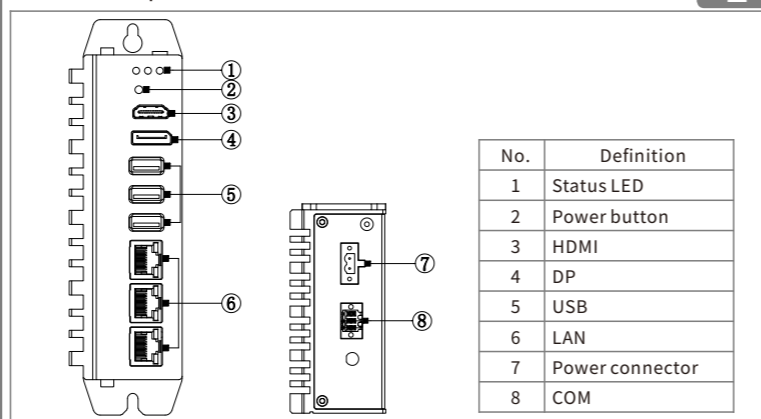 ①
②
③
④
⑤
⑥
⑦
⑧
No. Definition
1 Status LED
2 Power button
3 HDMI
4 DP
5 USB
6 LAN
7 Power connector
8 COM